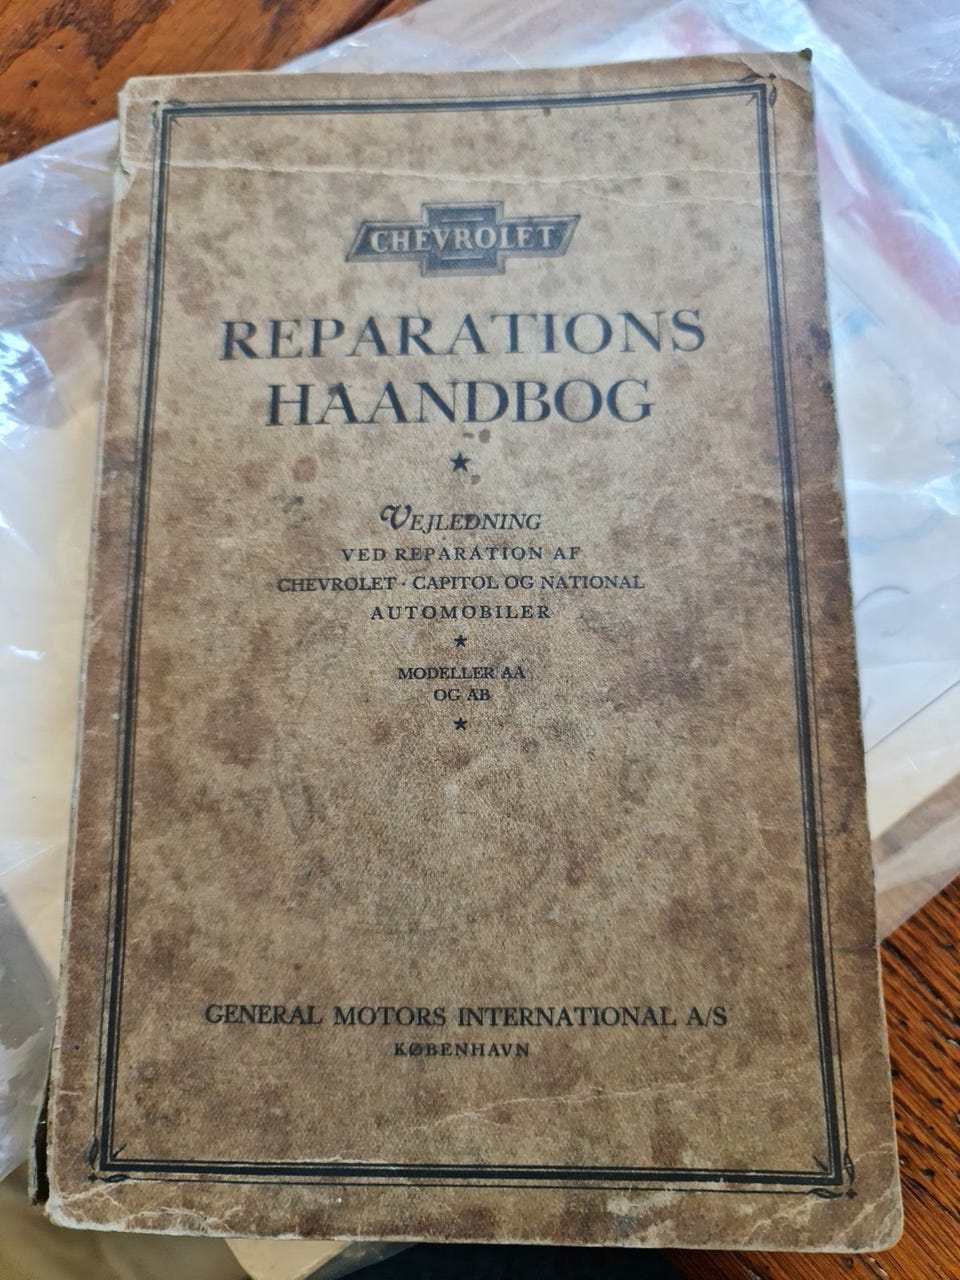 CHEVROLET
REPARATIONS
HAANDBOG
VEJLEDNING
VED REPARATION AF
CHEVROLET · CAPITOL OG NATIONAL
AUTOMOBILER
MODELLER AA
OG AB
GENERAL MOTORS INTERNATIONAL A/S
KØBENHAVN